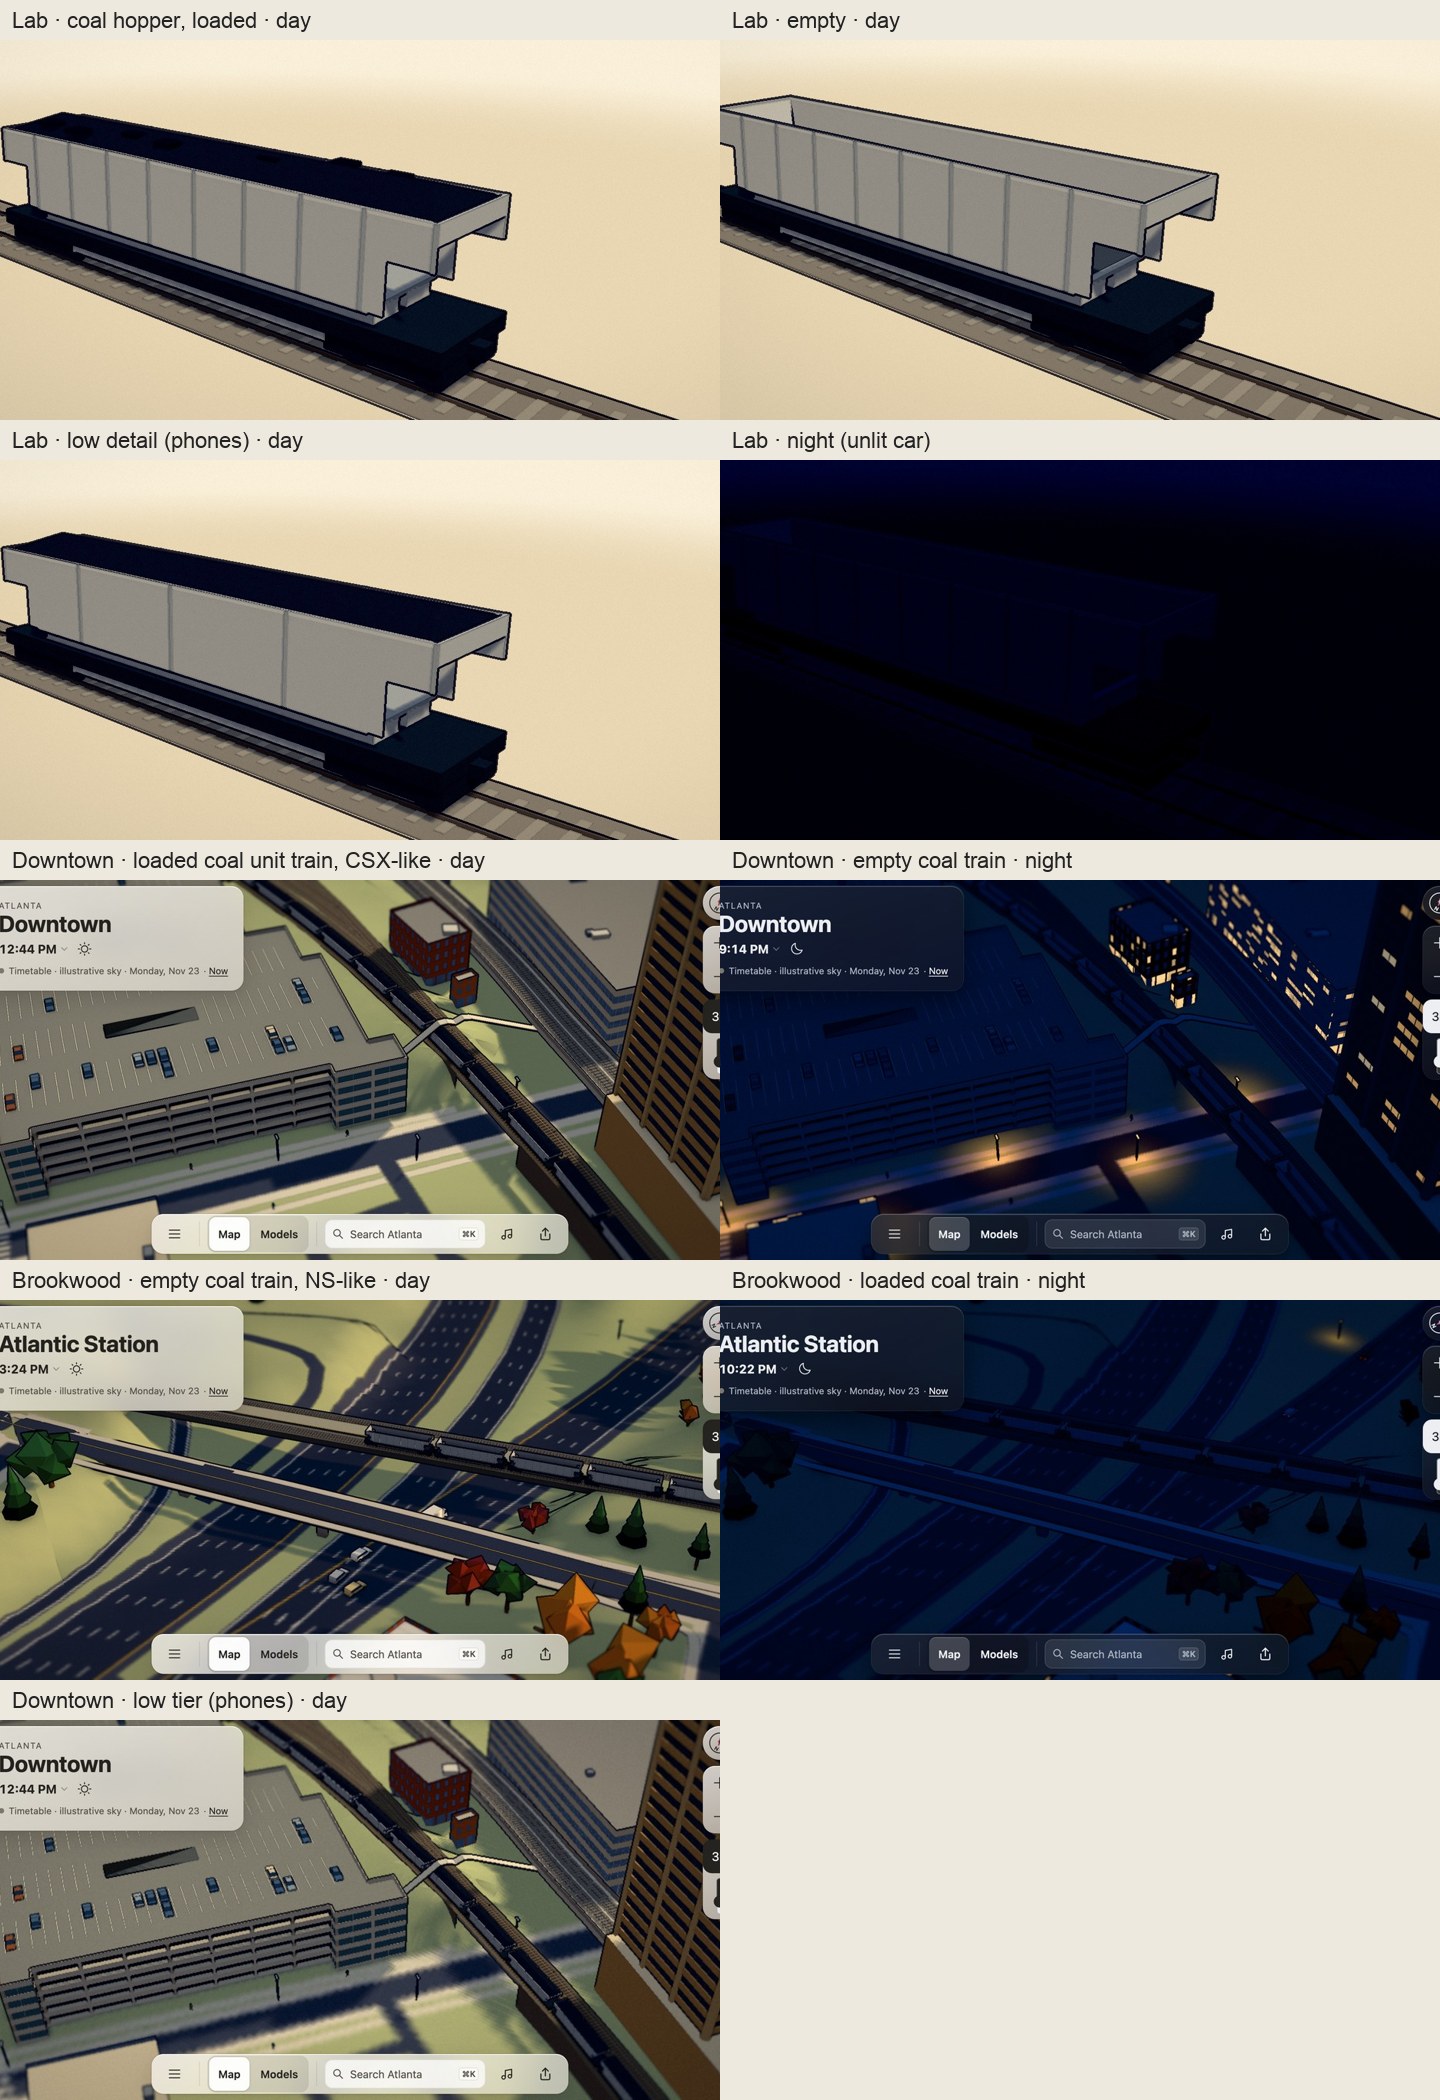 Lab · coal hopper, loaded · day
Lab · empty · day
Lab · low detail (phones) · day
Lab · night (unlit car)
Downtown · loaded coal unit train, CSX-like · day
ATLANTA
Downtown
12:44 PM
Timetable · illustrative sky · Monday, Nov 23 · Now
3
Map
Models
Search Atlanta
⌘K
Downtown · empty coal train · night
ATLANTA
Downtown
9:14 PM
Timetable · illustrative sky · Monday, Nov 23 · Now
3
Map
Models
Search Atlanta
⌘K
Brookwood · empty coal train, NS-like · day
ATLANTA
Atlantic Station
3:24 PM
Timetable · illustrative sky · Monday, Nov 23 · Now
3
Map
Models
Search Atlanta
⌘K
Brookwood · loaded coal train · night
ATLANTA
Atlantic Station
10:22 PM
Timetable · illustrative sky · Monday, Nov 23 · Now
3
Map
Models
Search Atlanta
⌘K
Downtown · low tier (phones) · day
ATLANTA
Downtown
12:44 PM
Timetable · illustrative sky · Monday, Nov 23 · Now
3
Map
Models
Search Atlanta
⌘K